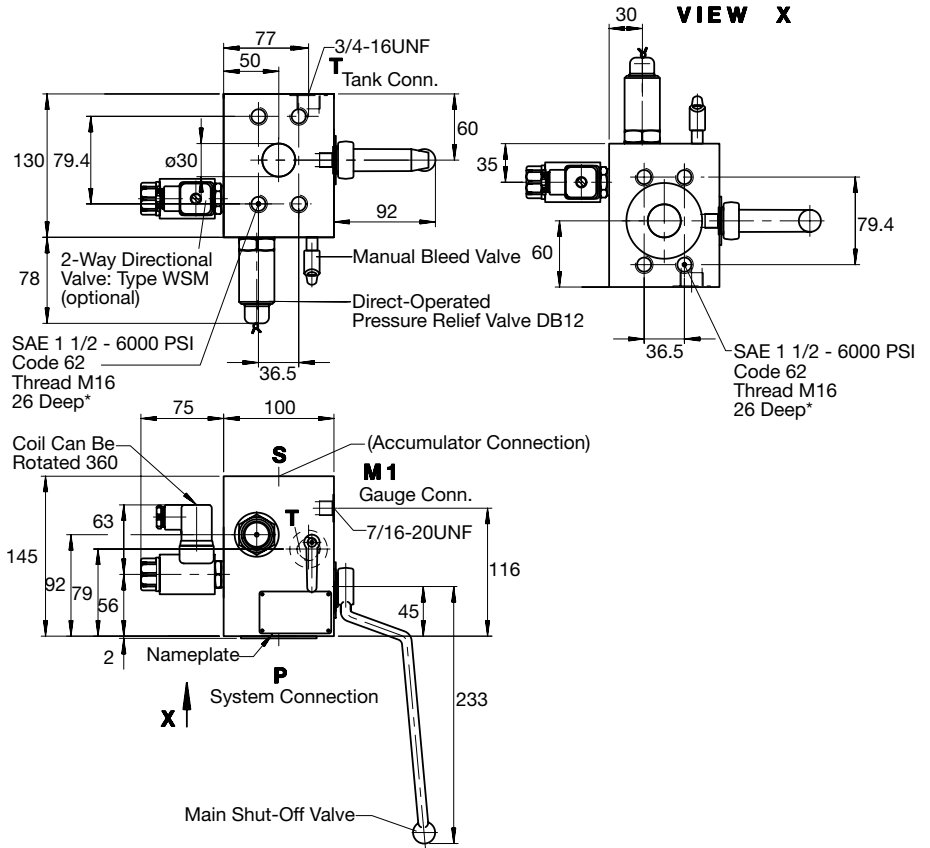 VIEW X
77
50
3/4-16UNF
T
Tank Conn.
130
79.4
ø30
60
92
78
2-Way Directional
Valve: Type WSM
(optional)
Manual Bleed Valve
Direct-Operated
Pressure Relief Valve DB12
SAE 1 1/2 - 6000 PSI
Code 62
Thread M16
26 Deep*
36.5
30
35
60
79.4
36.5
SAE 1 1/2 - 6000 PSI
Code 62
Thread M16
26 Deep*
75
100
Coil Can Be
Rotated 360
S
(Accumulator Connection)
M1
Gauge Conn.
7/16-20UNF
T
63
145
92
79
56
2
116
45
233
Nameplate
P
System Connection
X
Main Shut-Off Valve